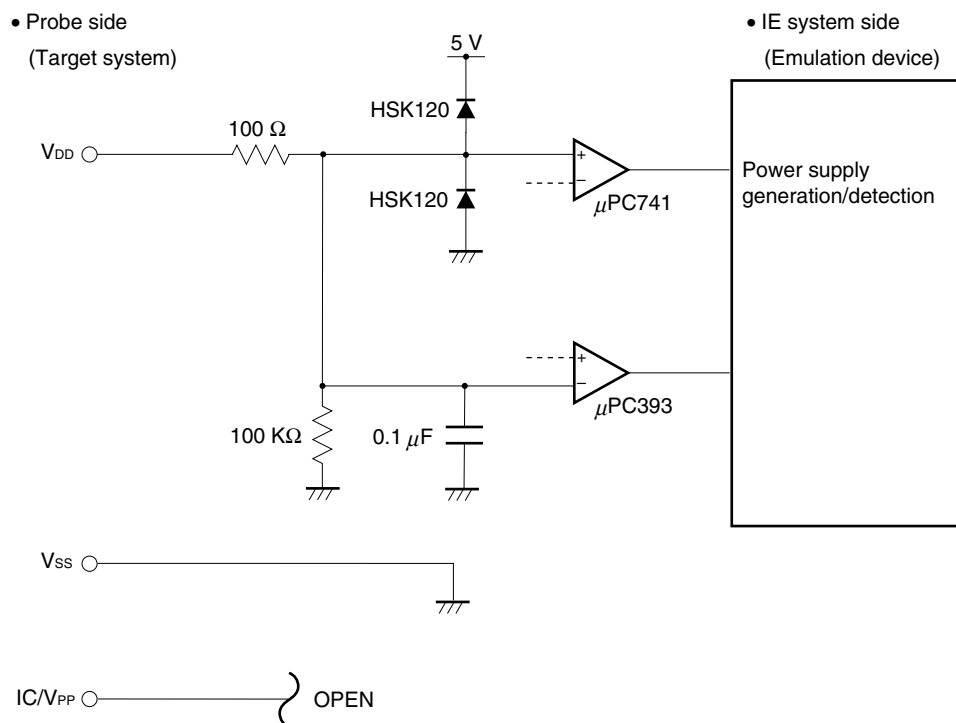 • Probe side
(Target system)
• IE system side
(Emulation device)
5 V
HSK120
100 Ω
VDD
+
−
HSK120
μPC741
Power supply
generation/detection
+
−
μPC393
100 KΩ
0.1 μF
VSS
IC/VPP
OPEN